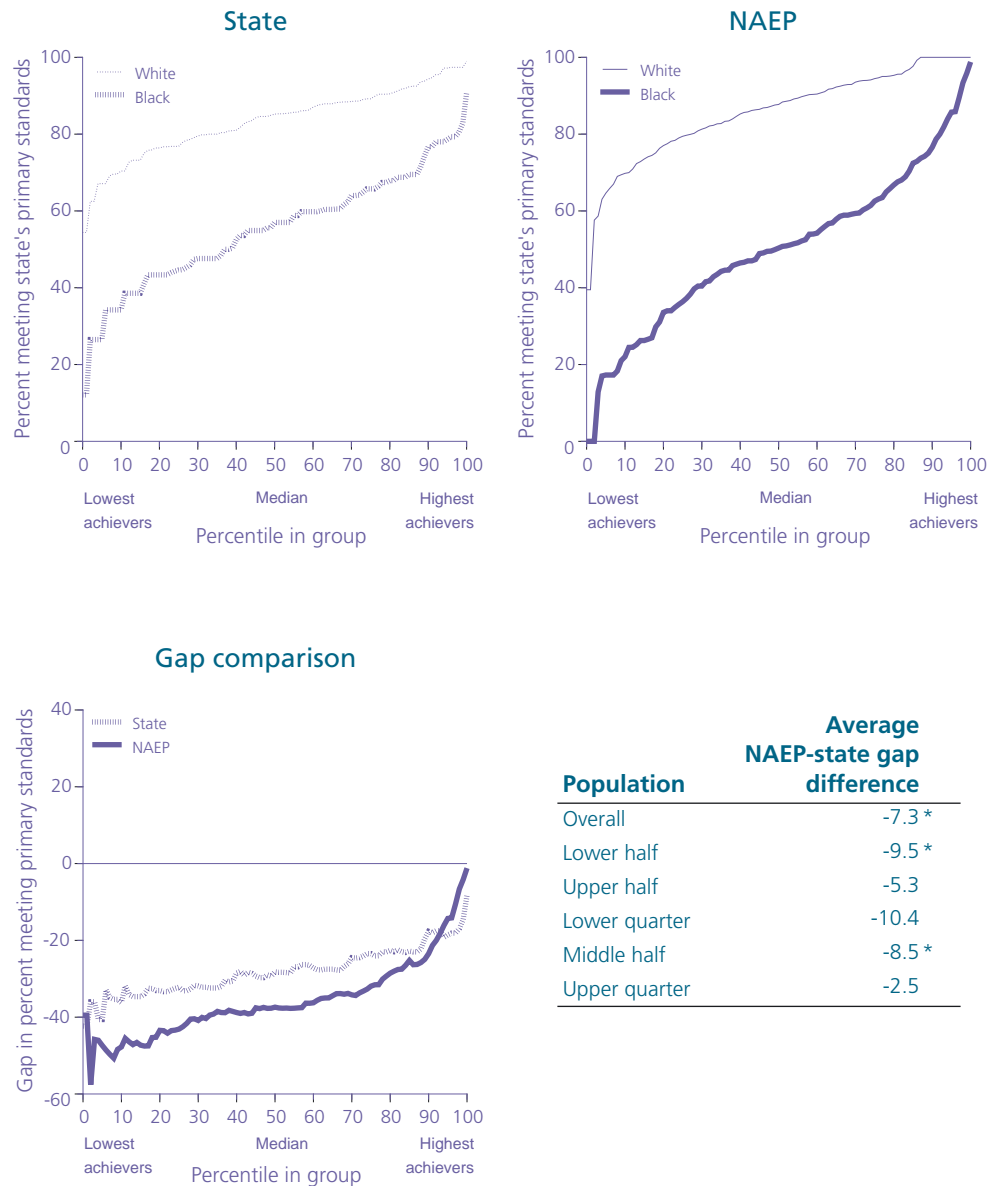 State
Percent meeting state's primary standards
100
80
60
40
20
0
White
Black
0 10 20 30 40 50 60 70 80 90 100
Lowest achievers
Median
Highest achievers
Percentile in group
NAEP
Percent meeting state's primary standards
100
80
60
40
20
0
White
Black
0 10 20 30 40 50 60 70 80 90 100
Lowest achievers
Median
Highest achievers
Percentile in group
Gap comparison
Gap in percent meeting primary standards
40
20
0
-20
-40
-60
State
NAEP
0 10 20 30 40 50 60 70 80 90 100
Lowest achievers
Median
Highest achievers
Percentile in group
Average
NAEP-state gap
Population difference
Overall -7.3 *
Lower half -9.5 *
Upper half -5.3
Lower quarter -10.4
Middle half -8.5 *
Upper quarter -2.5